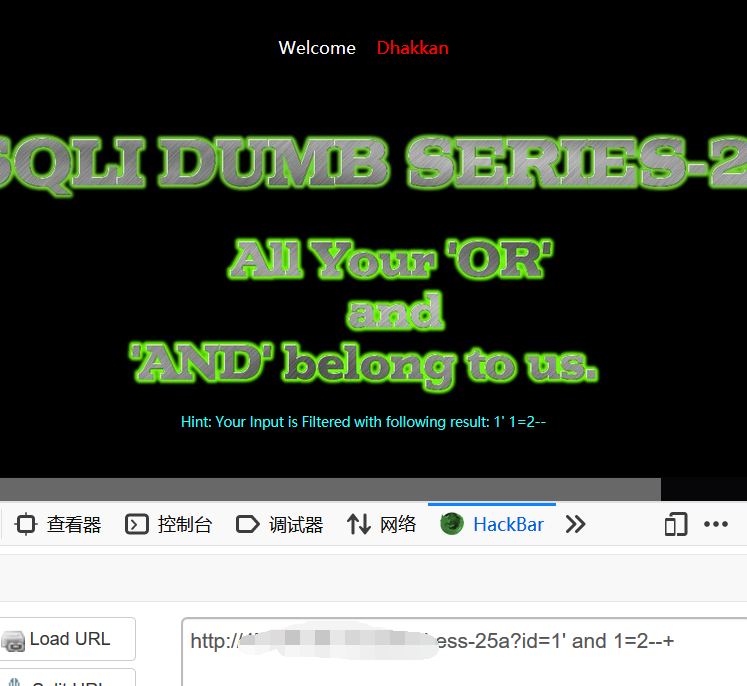 Welcome Dhakkan
SQLI DUMB SERIES-2
All Your 'OR'
and
'AND' belong to us.
Hint: Your Input is Filtered with following result: 1' 1=2--
查看器 控制台 调试器 网络 HackBar
Load URL http:/ ess-25a?id=1' and 1=2--+
Split URL